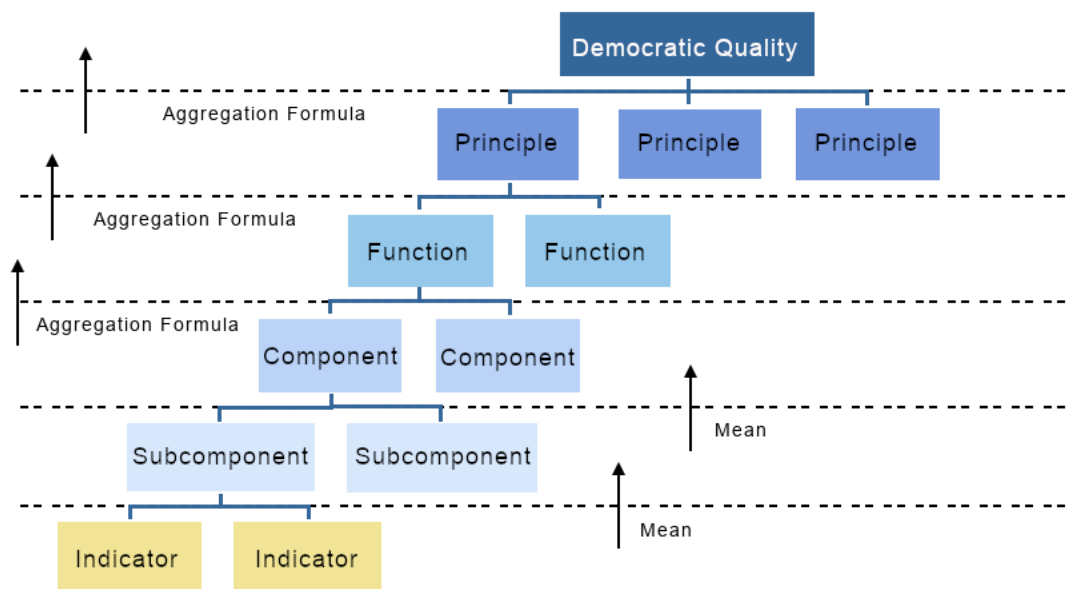 Democratic Quality
Aggregation Formula
Principle
Principle
Principle
Aggregation Formula
Function
Function
Aggregation Formula
Component
Component
Mean
Subcomponent
Subcomponent
Mean
Indicator
Indicator